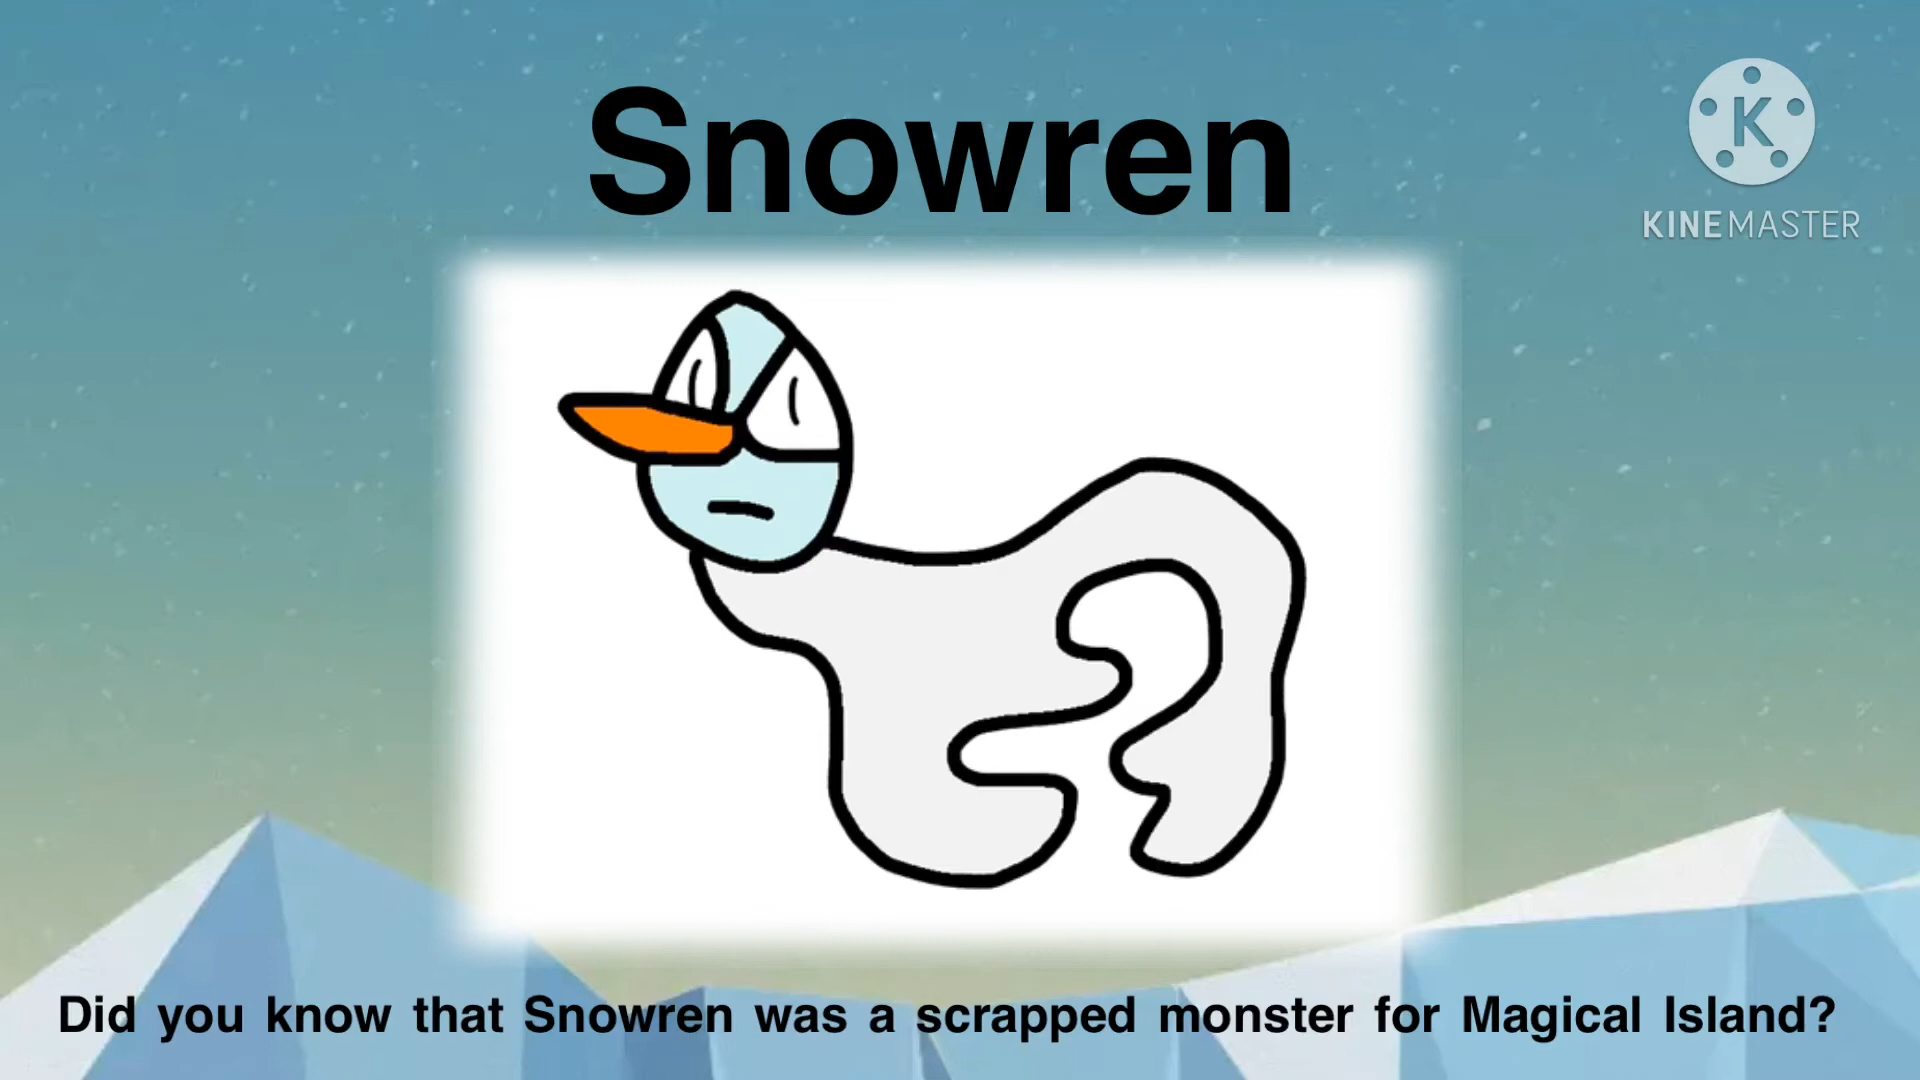 Snowren
K
KINEMASTER
Did you know that Snowren was a scrapped monster for Magical Island?